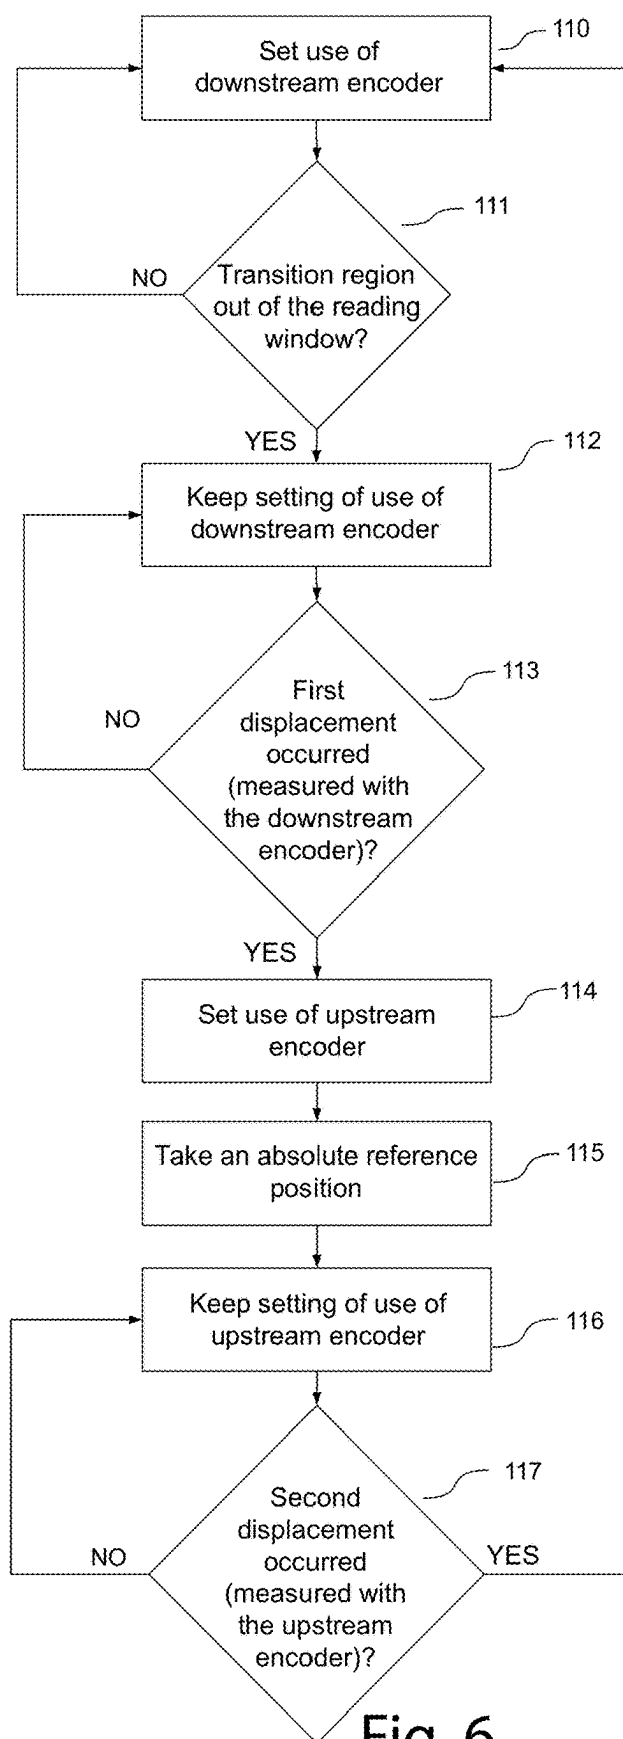 110
Set use of
downstream encoder
111
NO
Transition region
out of the reading
window?
YES
112
Keep setting of use of
downstream encoder
113
First
displacement
occurred
(measured with
the downstream
encoder)?
NO
YES
114
Set use of upstream
encoder
Take an absolute reference
position
115
Keep setting of use of
upstream encoder
116
117
Second
displacement
occurred
(measured with
the upstream
encoder)?
NO
YES
Fig. 6